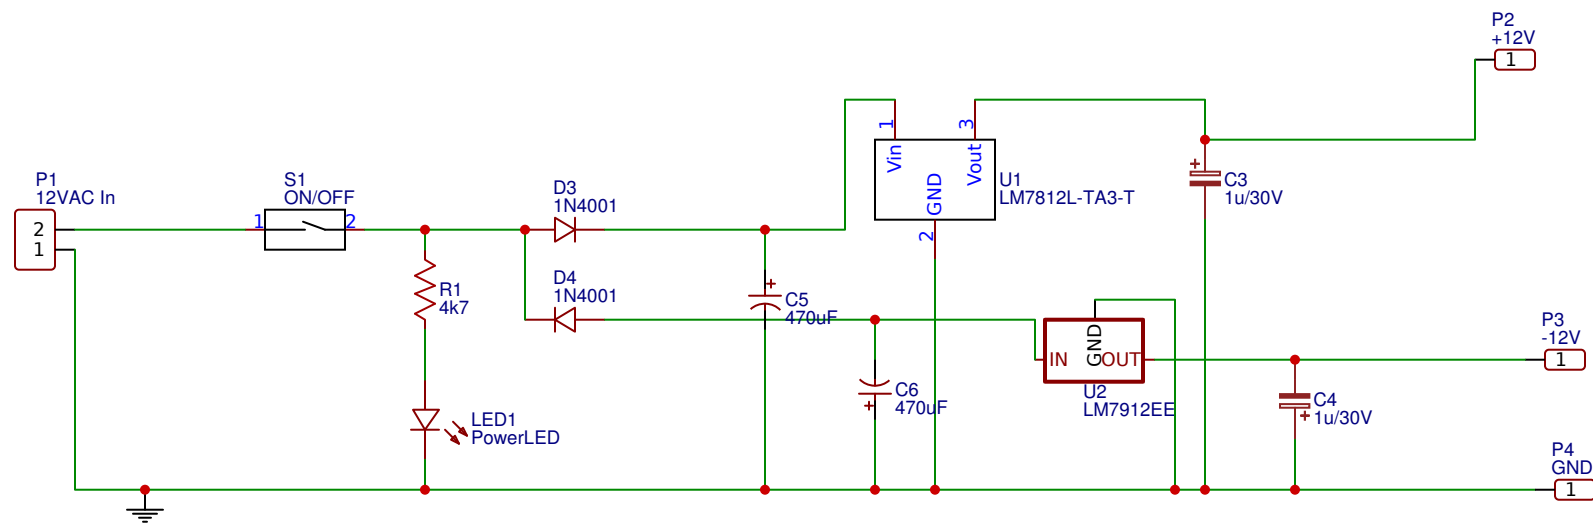 P2
+12V
1
P1
12VAC In
2
1
S1
ON/OFF
1
2
D3
1N4001
D4
1N4001
R1
4k7
LED1
PowerLED
C5
470uF
C6
470uF
1
3
Vin
GND
Vout
2
U1
LM7812L-TA3-T
C3
1u/30V
GND
IN
OUT
U2
LM7912EE
P3
-12V
1
C4
1u/30V
P4
GND
1